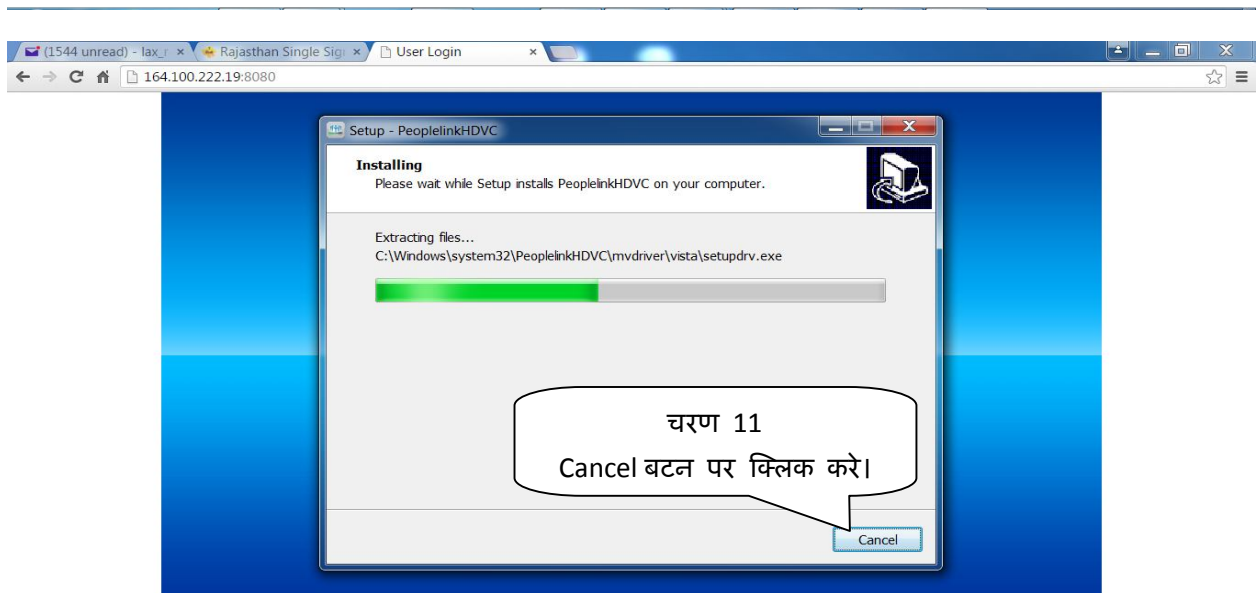 (1544 unread) - lax_r
Rajasthan Single Sig
User Login
164.100.222.19:8080
Setup - PeoplelinkHDVC
Installing
Please wait while Setup installs PeoplelinkHDVC on your computer.
Extracting files...
C:\Windows\system32\PeoplelinkHDVC\mvdriver\vista\setupdrv.exe
चरण 11
Cancel बटन पर क्लिक करे।
Cancel